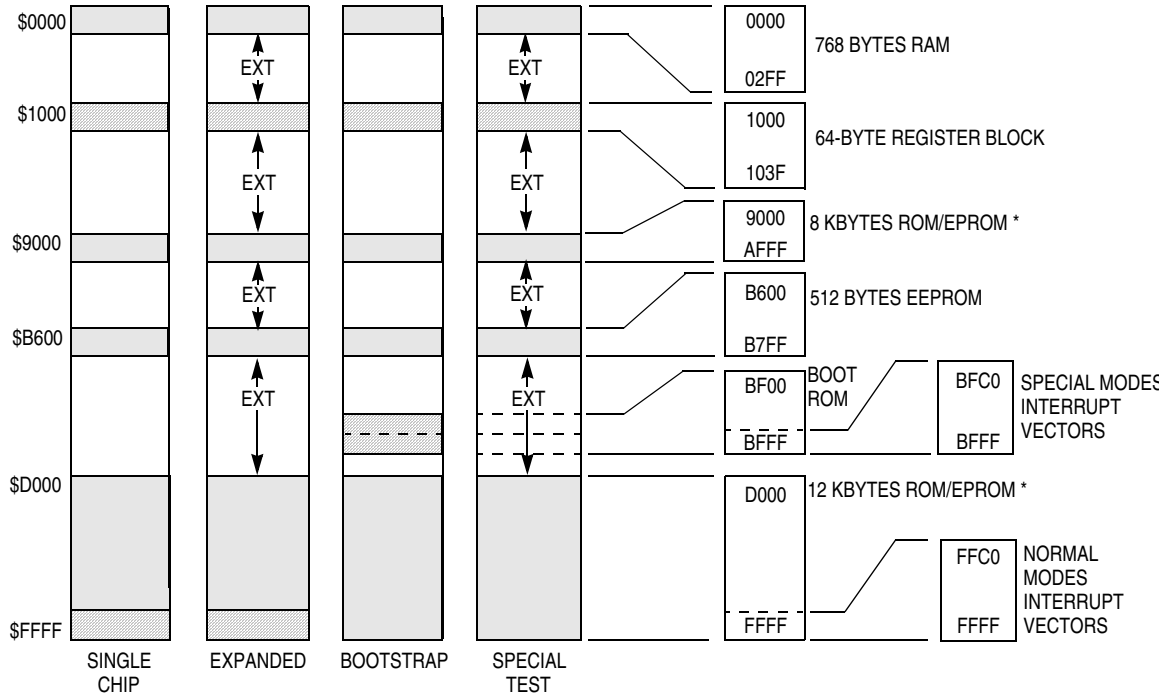 $0000
$1000
$9000
$B600
$D000
$FFFF
EXT
EXT
EXT
EXT
EXT
EXT
EXT
EXT
SINGLE
CHIP
EXPANDED
BOOTSTRAP
SPECIAL
TEST
0000
02FF
768 BYTES RAM
1000
103F
64-BYTE REGISTER BLOCK
9000
AFFF
8 KBYTES ROM/EPROM *
B600
B7FF
512 BYTES EEPROM
BF00
BFFF
BOOT
ROM
BFC0
BFFF
SPECIAL MODES
INTERRUPT
VECTORS
D000
FFFF
12 KBYTES ROM/EPROM *
FFC0
FFFF
NORMAL
MODES
INTERRUPT
VECTORS